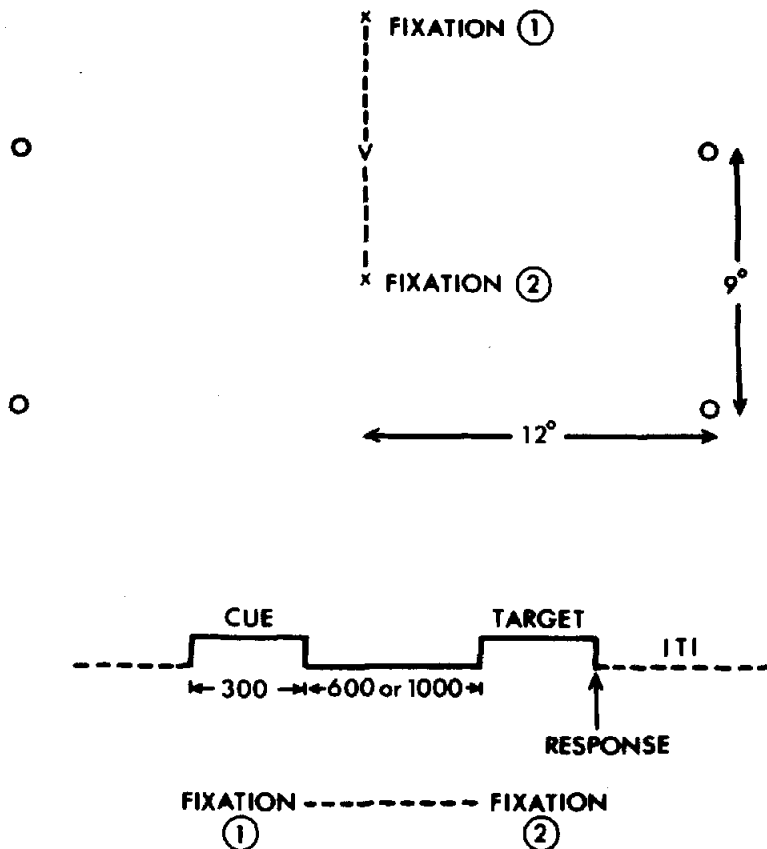 x FIXATION ①
x FIXATION ②
9°
12°
CUE TARGET
ITI
300 600 or 1000
RESPONSE
FIXATION FIXATION
① ②